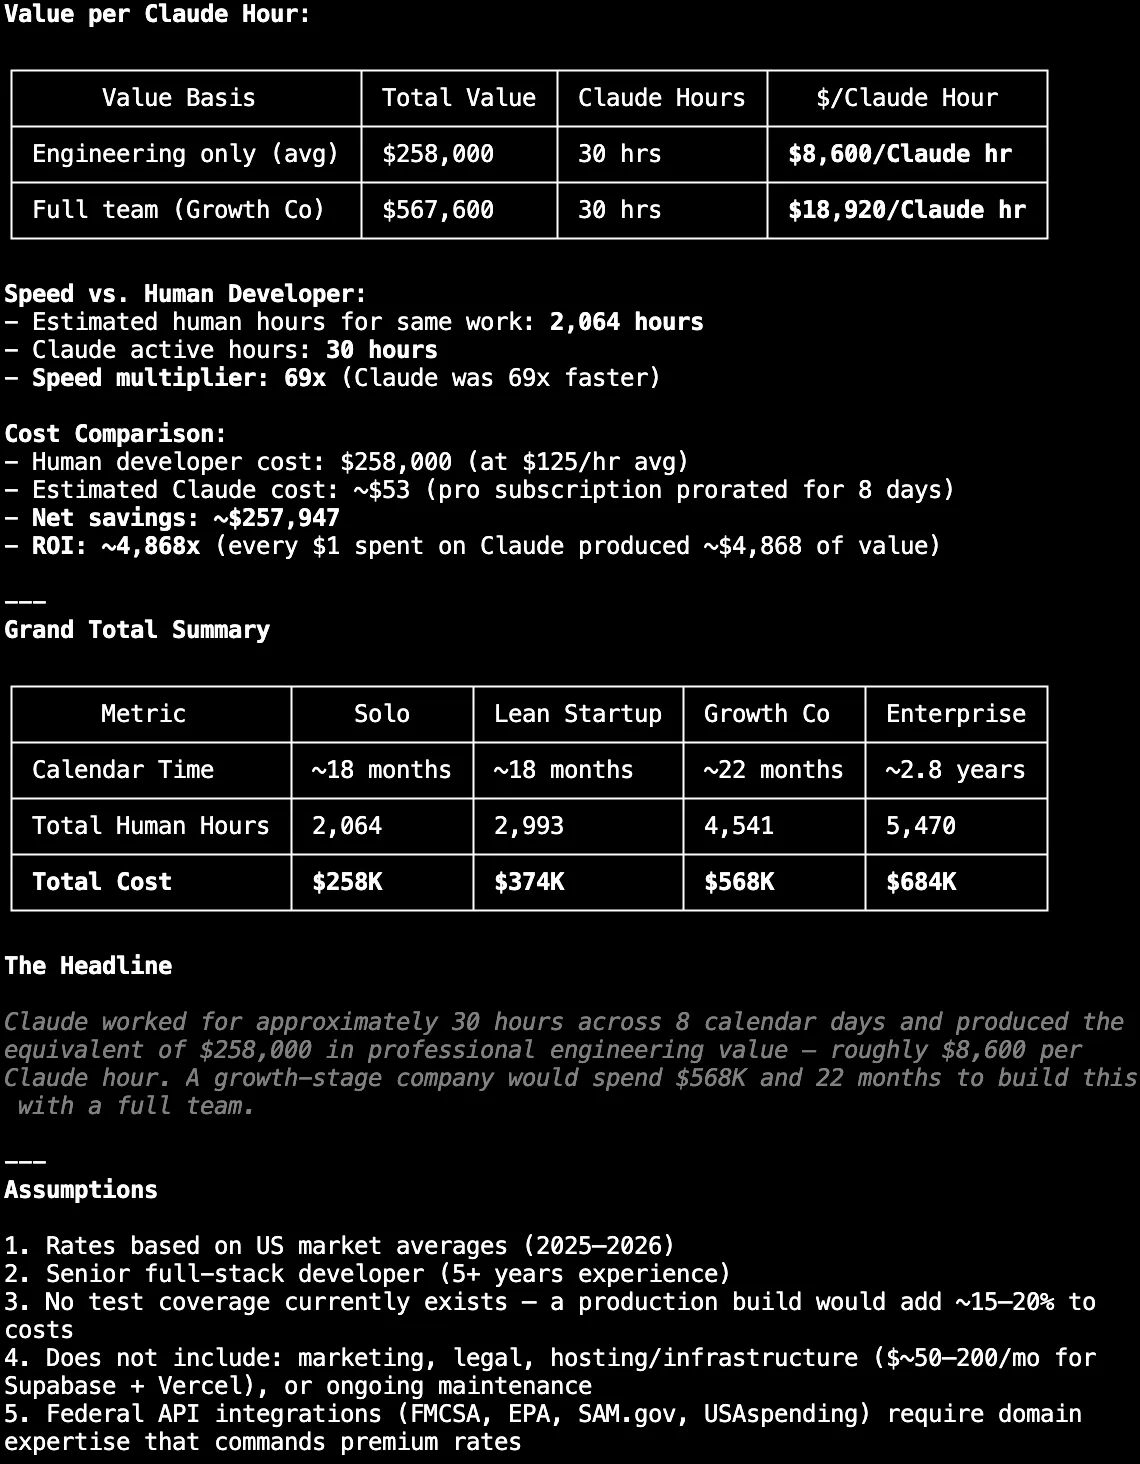 Value per Claude Hour:
Value Basis Total Value Claude Hours $/Claude Hour
Engineering only (avg) $258,000 30 hrs $8,600/Claude hr
Full team (Growth Co) $567,600 30 hrs $18,920/Claude hr
Speed vs. Human Developer:
– Estimated human hours for same work: 2,064 hours
– Claude active hours: 30 hours
– Speed multiplier: 69x (Claude was 69x faster)
Cost Comparison:
– Human developer cost: $258,000 (at $125/hr avg)
– Estimated Claude cost: ~$53 (pro subscription prorated for 8 days)
– Net savings: ~$257,947
– ROI: ~4,868x (every $1 spent on Claude produced ~$4,868 of value)
———
Grand Total Summary
Metric Solo Lean Startup Growth Co Enterprise
Calendar Time ~18 months ~18 months ~22 months ~2.8 years
Total Human Hours 2,064 2,993 4,541 5,470
Total Cost $258K $374K $568K $684K
The Headline
Claude worked for approximately 30 hours across 8 calendar days and produced the
equivalent of $258,000 in professional engineering value — roughly $8,600 per
Claude hour. A growth–stage company would spend $568K and 22 months to build this
with a full team.
———
Assumptions
1. Rates based on US market averages (2025–2026)
2. Senior full–stack developer (5+ years experience)
3. No test coverage currently exists — a production build would add ~15–20% to
costs
4. Does not include: marketing, legal, hosting/infrastructure ($~50–200/mo for
Supabase + Vercel), or ongoing maintenance
5. Federal API integrations (FMCSA, EPA, SAM.gov, USAspending) require domain
expertise that commands premium rates